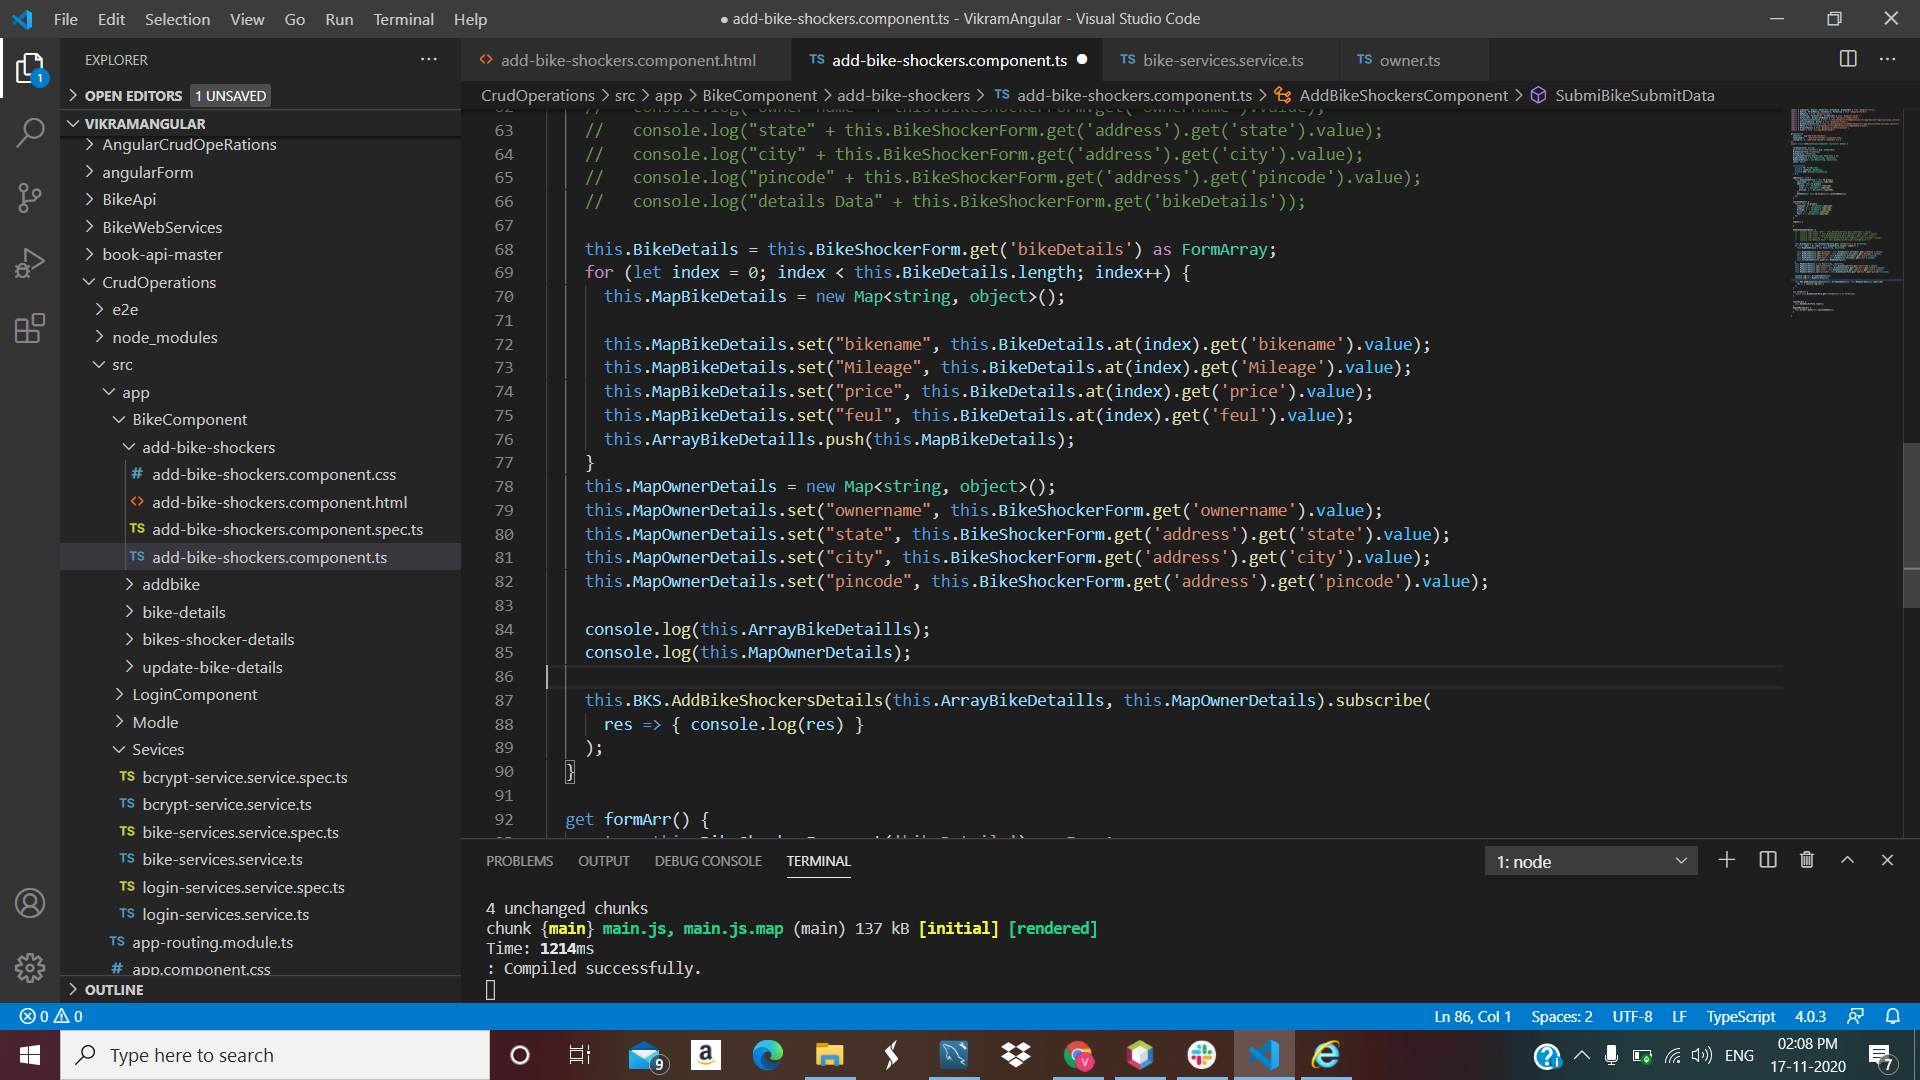 File Edit Selection View Go Run Terminal Help
● add-bike-shockers.component.ts - VikramAngular - Visual Studio Code
EXPLORER
OPEN EDITORS 1 UNSAVED
VIKRAMANGULAR
AngularCrudOpeRations
angularForm
BikeApi
BikeWebServices
book-api-master
CrudOperations
e2e
node_modules
src
app
BikeComponent
add-bike-shockers
# add-bike-shockers.component.css
<> add-bike-shockers.component.html
TS add-bike-shockers.component.spec.ts
TS add-bike-shockers.component.ts
addbike
bike-details
bikes-shocker-details
update-bike-details
LoginComponent
Modle
Sevices
TS bcrypt-service.service.spec.ts
TS bcrypt-service.service.ts
TS bike-services.service.spec.ts
TS bike-services.service.ts
TS login-services.service.spec.ts
TS login-services.service.ts
TS app-routing.module.ts
# app.component.css
OUTLINE
1
<> add-bike-shockers.component.html TS add-bike-shockers.component.ts ● TS bike-services.service.ts TS owner.ts
CrudOperations > src > app > BikeComponent > add-bike-shockers > TS add-bike-shockers.component.ts > AddBikeShockersComponent > SubmiBikeSubmitData
63 //   console.log("state" + this.BikeShockerForm.get('address').get('state').value);
64 //   console.log("city" + this.BikeShockerForm.get('address').get('city').value);
65 //   console.log("pincode" + this.BikeShockerForm.get('address').get('pincode').value);
66 //   console.log("details Data" + this.BikeShockerForm.get('bikeDetails'));
67
68 this.BikeDetails = this.BikeShockerForm.get('bikeDetails') as FormArray;
69 for (let index = 0; index < this.BikeDetails.length; index++) {
70 this.MapBikeDetails = new Map<string, object>();
71
72 this.MapBikeDetails.set("bikename", this.BikeDetails.at(index).get('bikename').value);
73 this.MapBikeDetails.set("Mileage", this.BikeDetails.at(index).get('Mileage').value);
74 this.MapBikeDetails.set("price", this.BikeDetails.at(index).get('price').value);
75 this.MapBikeDetails.set("feul", this.BikeDetails.at(index).get('feul').value);
76 this.ArrayBikeDetaills.push(this.MapBikeDetails);
77 }
78 this.MapOwnerDetails = new Map<string, object>();
79 this.MapOwnerDetails.set("ownername", this.BikeShockerForm.get('ownername').value);
80 this.MapOwnerDetails.set("state", this.BikeShockerForm.get('address').get('state').value);
81 this.MapOwnerDetails.set("city", this.BikeShockerForm.get('address').get('city').value);
82 this.MapOwnerDetails.set("pincode", this.BikeShockerForm.get('address').get('pincode').value);
83
84 console.log(this.ArrayBikeDetaills);
85 console.log(this.MapOwnerDetails);
86
87 this.BKS.AddBikeShockersDetails(this.ArrayBikeDetaills, this.MapOwnerDetails).subscribe(
88 res => { console.log(res) }
89 );
90 }
91
92 get formArr() {
PROBLEMS OUTPUT DEBUG CONSOLE TERMINAL
1: node
4 unchanged chunks
chunk {main} main.js, main.js.map (main) 137 kB [initial] [rendered]
Time: 1214ms
: Compiled successfully.
0 0
Ln 86, Col 1 Spaces: 2 UTF-8 LF TypeScript 4.0.3
Type here to search
9
ENG
02:08 PM
17-11-2020
7